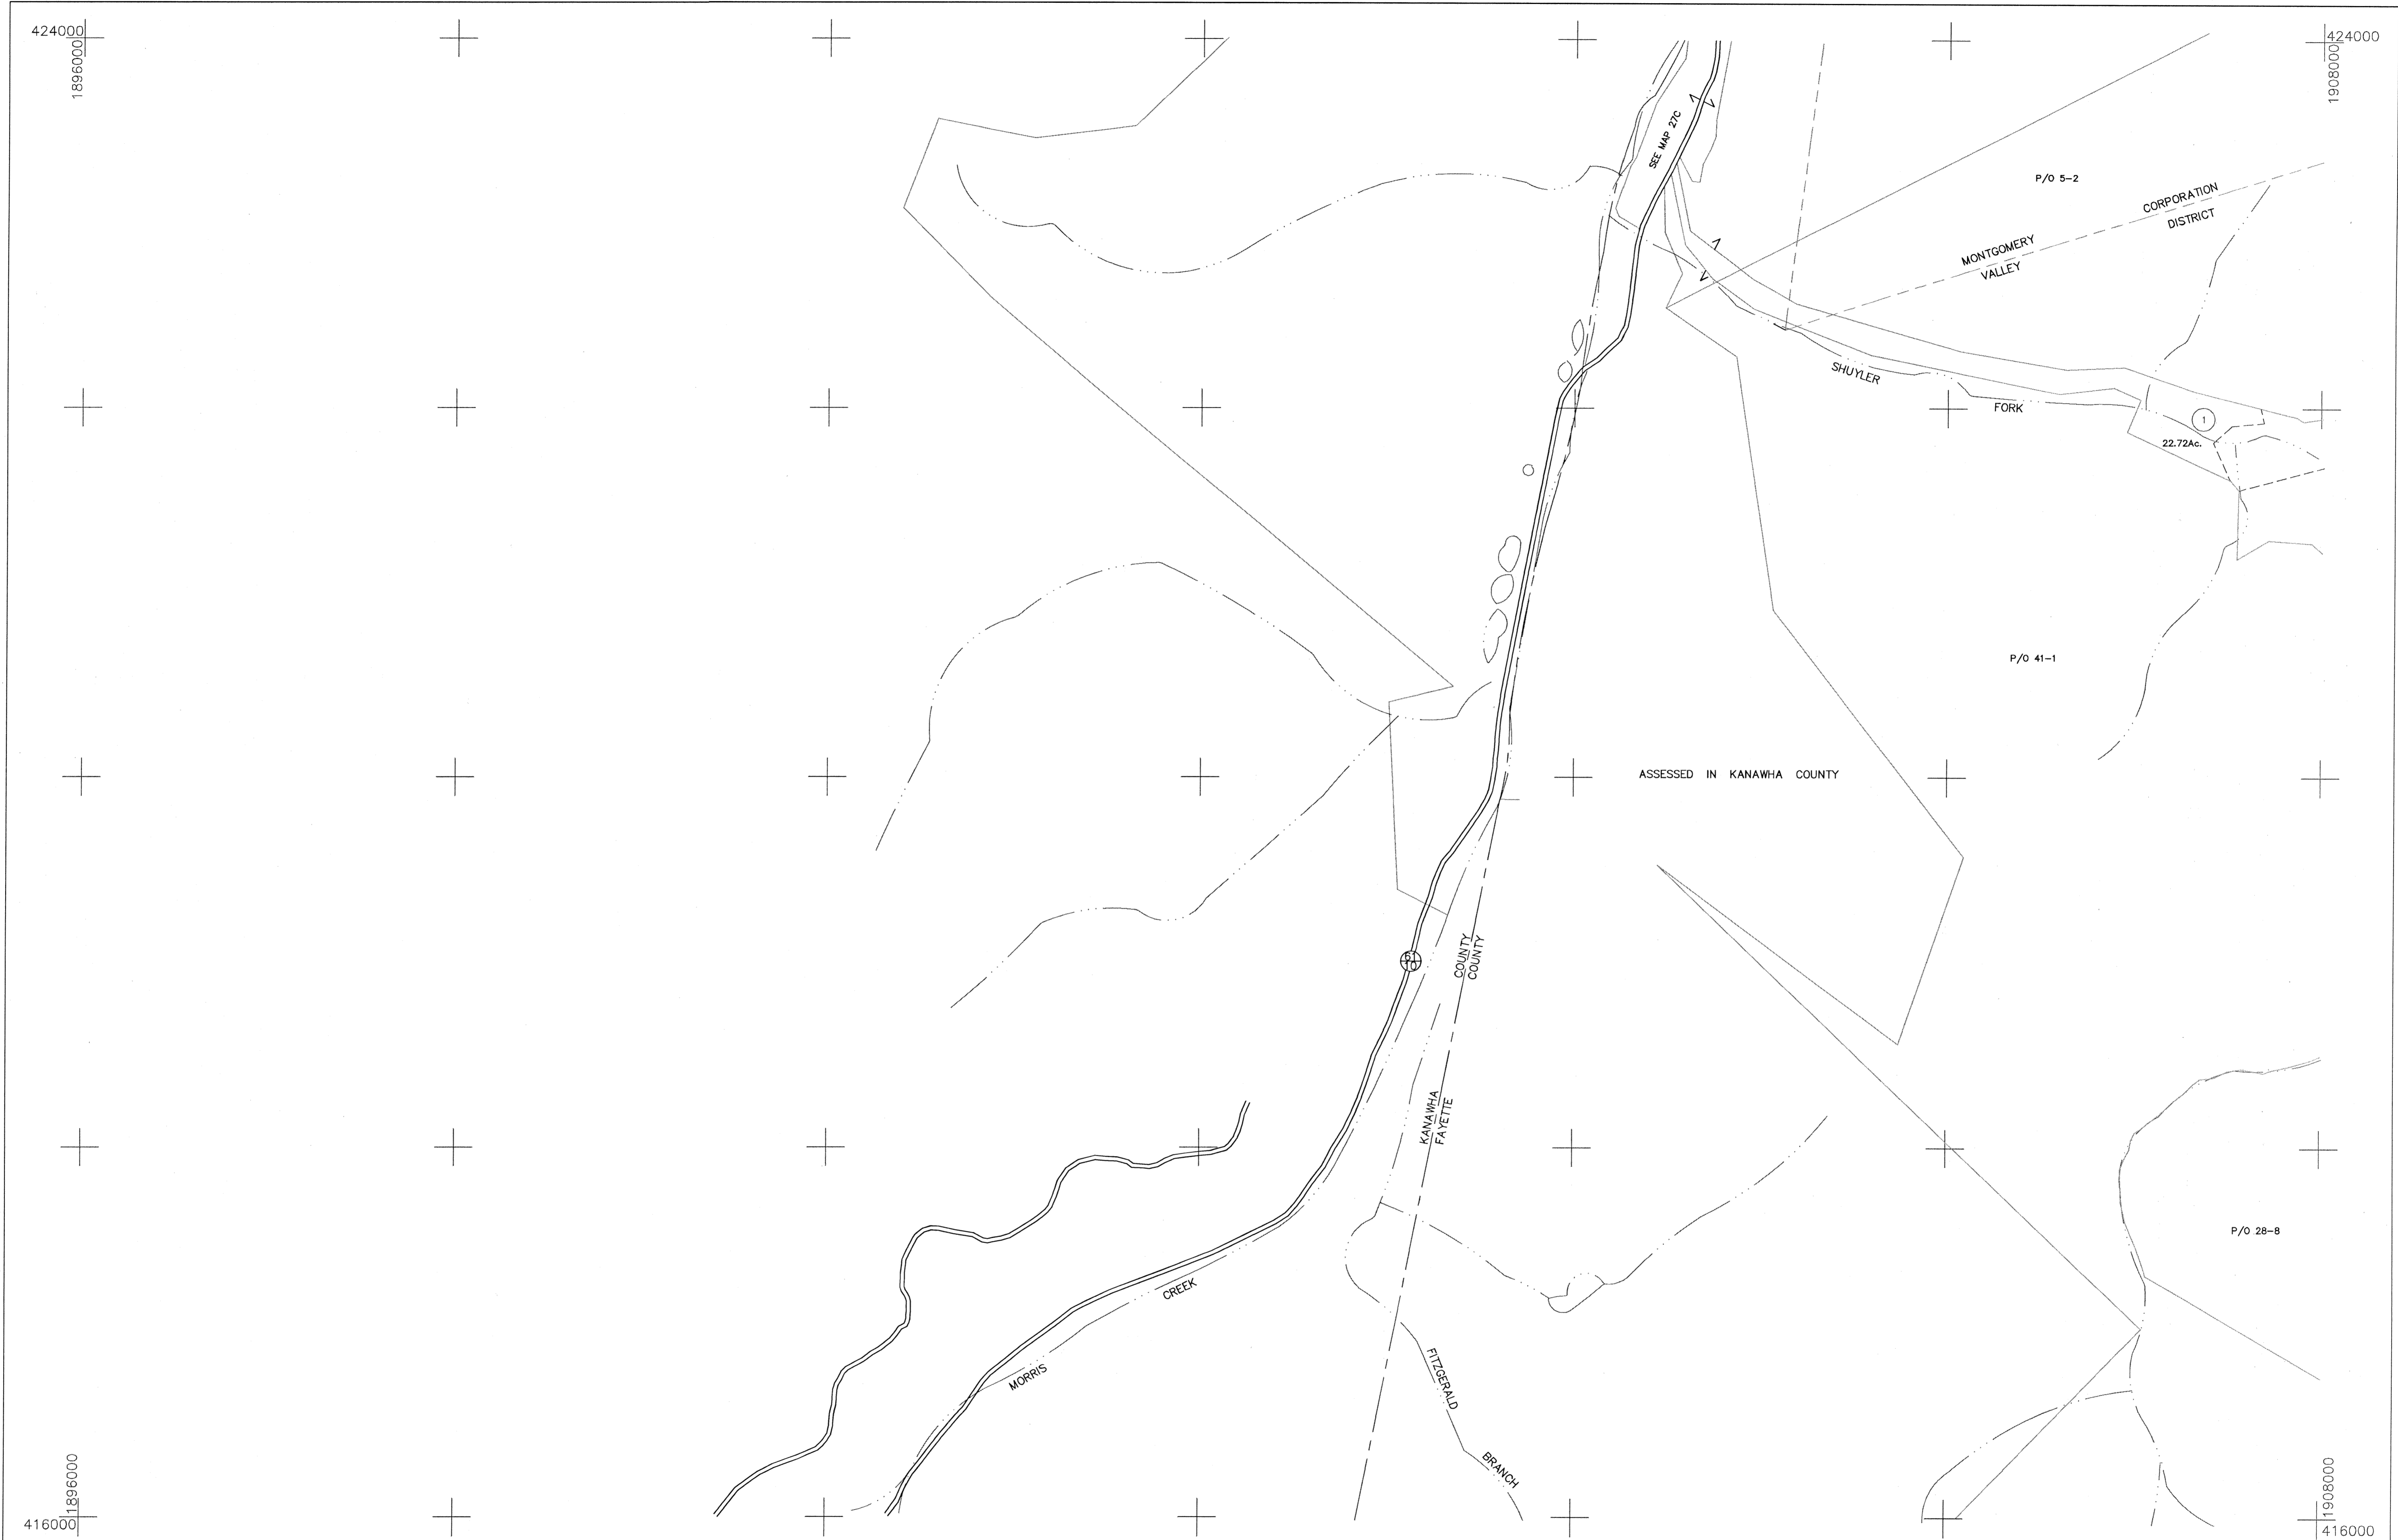 424000
1896000
424000
1908000
SEE MAP 27C
P/O 5-2
CORPORATION
DISTRICT
MONTGOMERY
VALLEY
SHUYLER
FORK
1
22.72Ac.
P/O 41-1
ASSESSED IN KANAWHA COUNTY
COUNTY
COUNTY
61
10
KANAWHA
FAYETTE
P/O 28-8
CREEK
MORRIS
FITZGERALD
BRANCH
1896000
416000
1908000
416000